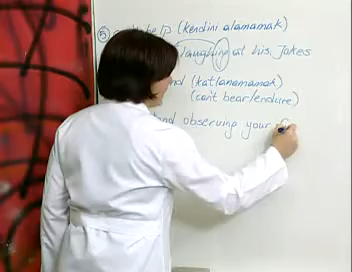 ⑤ help (kendini alamamak)
laughing at his jokes
(katlanamamak)
(can't bear/endure)
observing your